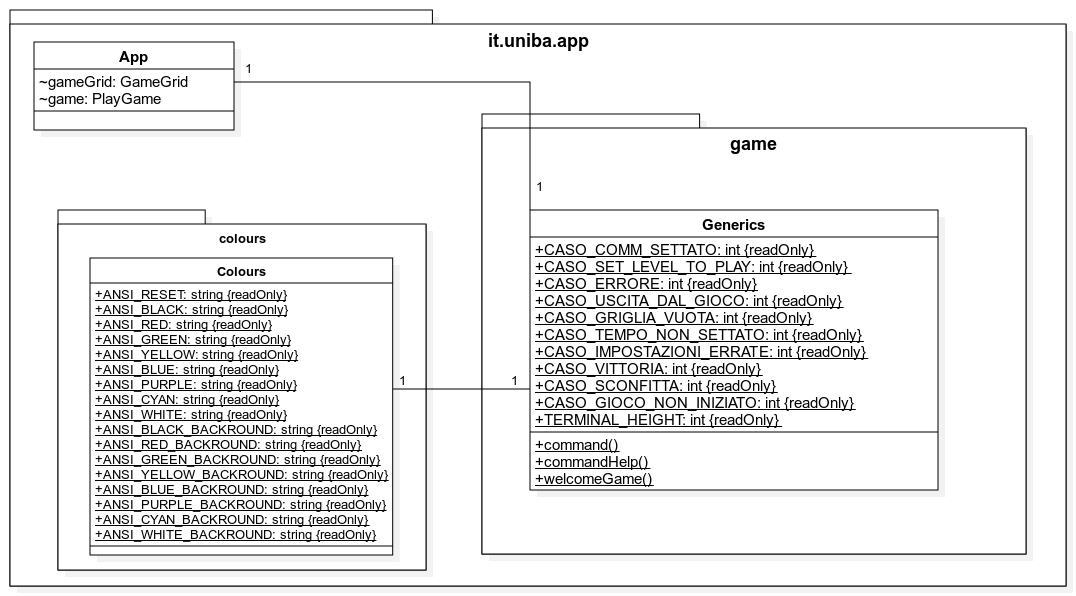 it.uniba.app
App
~gameGrid: GameGrid
~game: PlayGame
1
game
1
Generics
+CASO_COMM_SETTATO: int {readOnly}
+CASO_SET_LEVEL_TO_PLAY: int {readOnly}
+CASO_ERRORE: int {readOnly}
+CASO_USCITA_DAL_GIOCO: int {readOnly}
+CASO_GRIGLIA_VUOTA: int {readOnly}
+CASO_TEMPO_NON_SETTATO: int {readOnly}
+CASO_IMPOSTAZIONI_ERRATE: int {readOnly}
+CASO_VITTORIA: int {readOnly}
+CASO_SCONFITTA: int {readOnly}
+CASO_GIOCO_NON_INIZIATO: int {readOnly}
+TERMINAL_HEIGHT: int {readOnly}
+command()
+commandHelp()
+welcomeGame()
colours
Colours
+ANSI_RESET: string {readOnly}
+ANSI_BLACK: string {readOnly}
+ANSI_RED: string {readOnly}
+ANSI_GREEN: string {readOnly}
+ANSI_YELLOW: string {readOnly}
+ANSI_BLUE: string {readOnly}
+ANSI_PURPLE: string {readOnly}
+ANSI_CYAN: string {readOnly}
+ANSI_WHITE: string {readOnly}
+ANSI_BLACK_BACKROUND: string {readOnly}
+ANSI_RED_BACKROUND: string {readOnly}
+ANSI_GREEN_BACKROUND: string {readOnly}
+ANSI_YELLOW_BACKROUND: string {readOnly}
+ANSI_BLUE_BACKROUND: string {readOnly}
+ANSI_PURPLE_BACKROUND: string {readOnly}
+ANSI_CYAN_BACKROUND: string {readOnly}
+ANSI_WHITE_BACKROUND: string {readOnly}
1
1